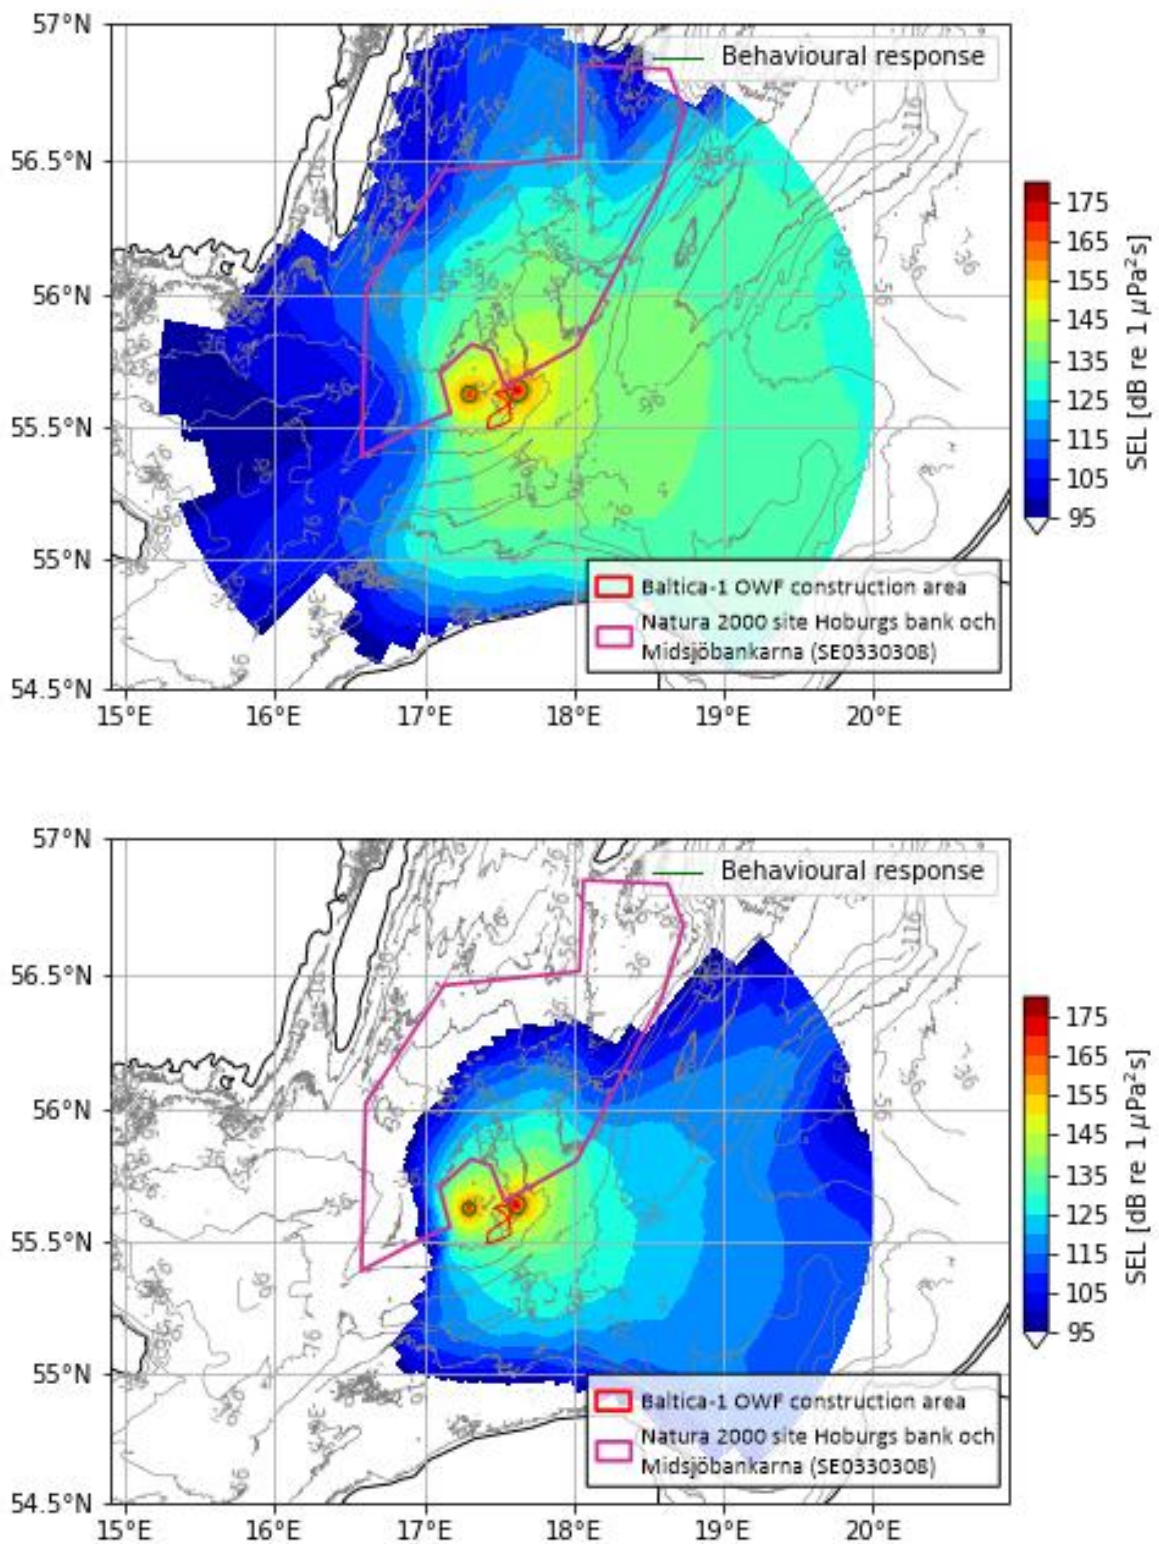 57°N
Behavioural response
56.5°N
56°N
55.5°N
55°N
54.5°N
15°E 16°E 17°E 18°E 19°E 20°E
175
165
155
145
135
125
115
105
95
SEL [dB re 1 µPa²s]
Baltica-1 OWF construction area
Natura 2000 site Hoburgs bank och
Midsjöbankarna (SE0330308)
57°N
Behavioural response
56.5°N
56°N
55.5°N
55°N
54.5°N
15°E 16°E 17°E 18°E 19°E 20°E
175
165
155
145
135
125
115
105
95
SEL [dB re 1 µPa²s]
Baltica-1 OWF construction area
Natura 2000 site Hoburgs bank och
Midsjöbankarna (SE0330308)